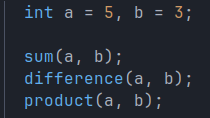 int a = 5, b = 3;
sum(a, b);
difference(a, b);
product(a, b);